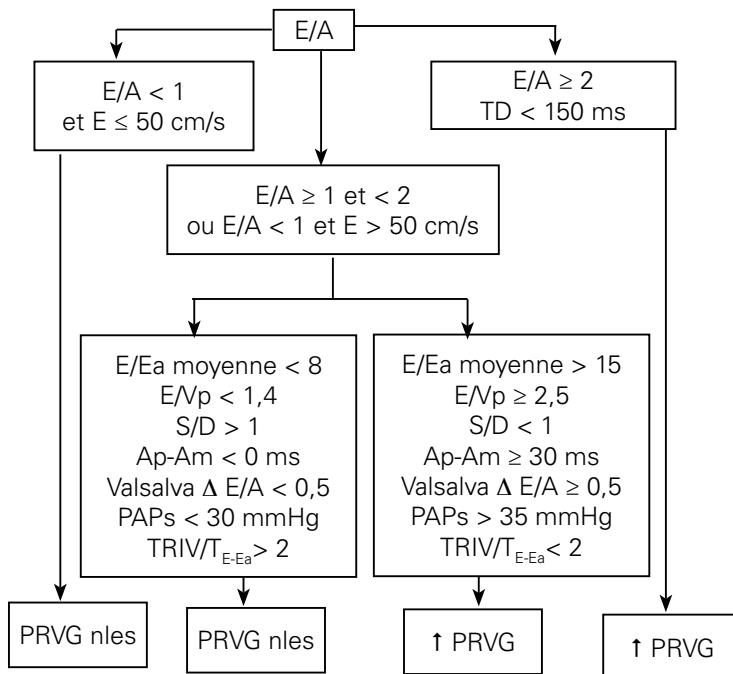 E/A
E/A < 1
et E ≤ 50 cm/s
E/A ≥ 2
TD < 150 ms
E/A ≥ 1 et < 2
ou E/A < 1 et E > 50 cm/s
E/Ea moyenne < 8
E/Vp < 1,4
S/D > 1
Ap-Am < 0 ms
Valsalva Δ E/A < 0,5
PAPs < 30 mmHg
TRIV/T_E-Ea > 2
E/Ea moyenne > 15
E/Vp ≥ 2,5
S/D < 1
Ap-Am ≥ 30 ms
Valsalva Δ E/A ≥ 0,5
PAPs > 35 mmHg
TRIV/T_E-Ea < 2
PRVG nles
PRVG nles
↑ PRVG
↑ PRVG